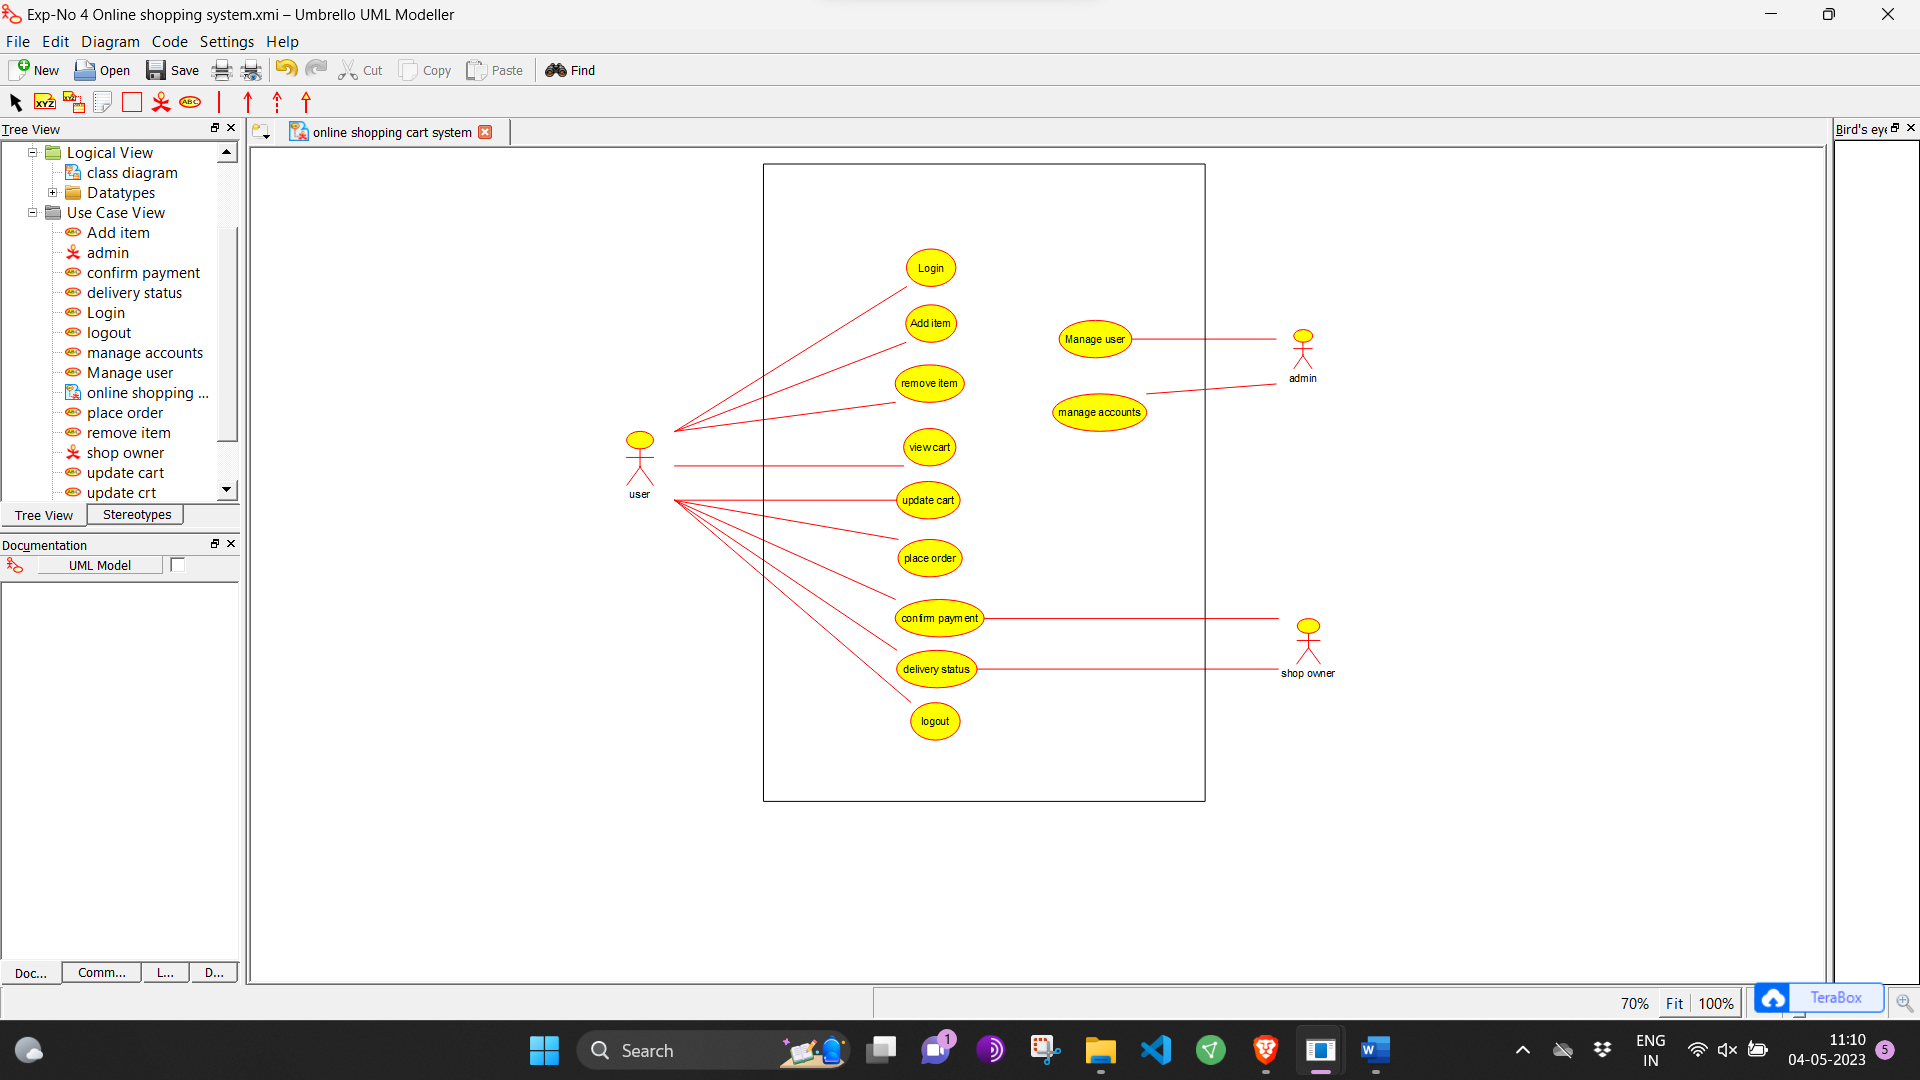 Exp-No 4 Online shopping system.xmi – Umbrello UML Modeller
File Edit Diagram Code Settings Help
New Open Save Cut Copy Paste Find
XYZ XYZ ABC
Tree View
Logical View
class diagram
Datatypes
Use Case View
Add item
admin
confirm payment
delivery status
Login
logout
manage accounts
Manage user
online shopping ...
place order
remove item
shop owner
update cart
update crt
Tree View Stereotypes
Documentation
UML Model
Doc... Comm... L... D...
online shopping cart system
Bird's eye
Login
Add item
remove item
view cart
update cart
place order
confirm payment
delivery status
logout
Manage user
manage accounts
user
admin
shop owner
70% Fit 100%
TeraBox
Search
1
ENG
IN
11:10
04-05-2023
5